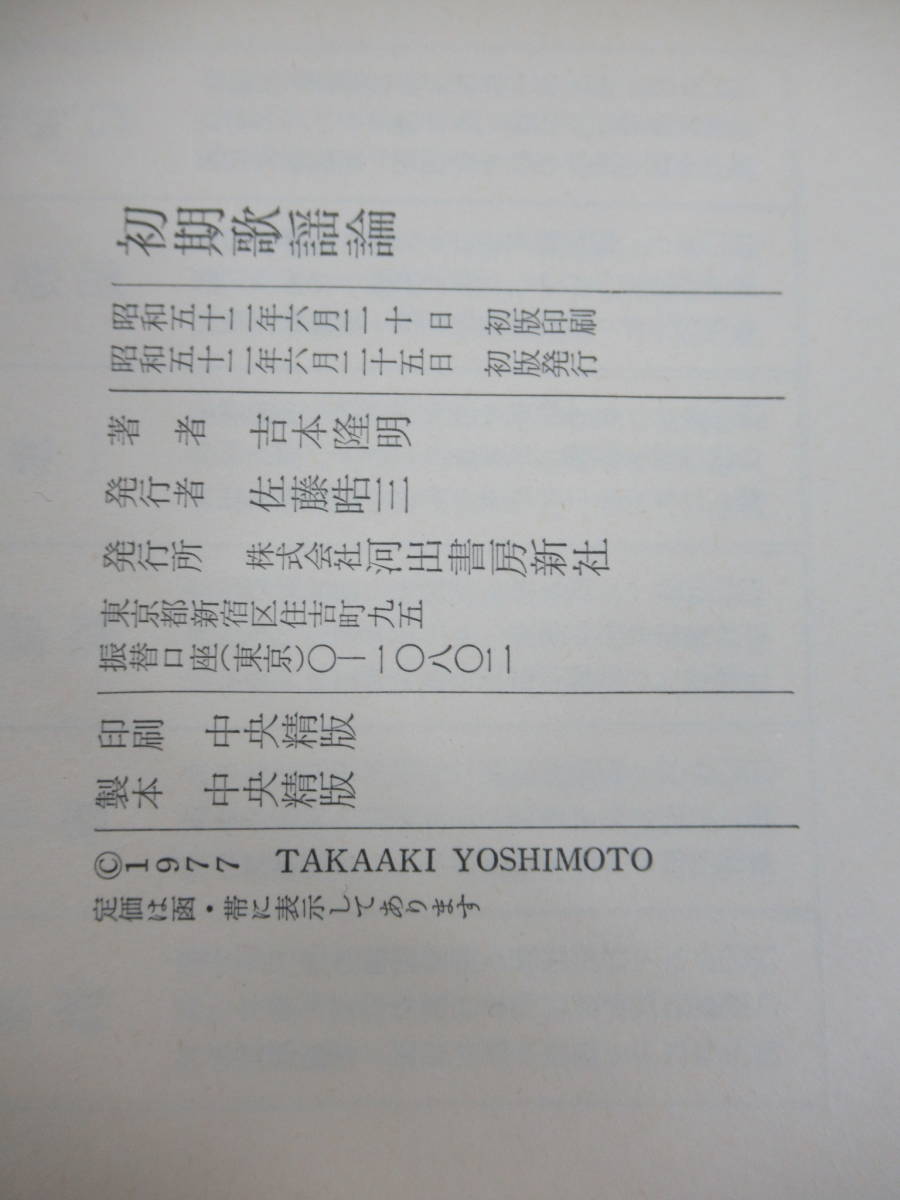 初期歌謡論
昭和五十二年六月二十日 初版印刷
昭和五十二年六月二十五日 初版発行
著者 吉本隆明
発行者 佐藤晧三
発行所 株式会社河出書房新社
東京都新宿区住吉町九五
振替口座(東京)〇―一〇八〇二
印刷 中央精版
製本 中央精版
©1977 TAKAAKI YOSHIMOTO
定価は函・帯に表示してあります